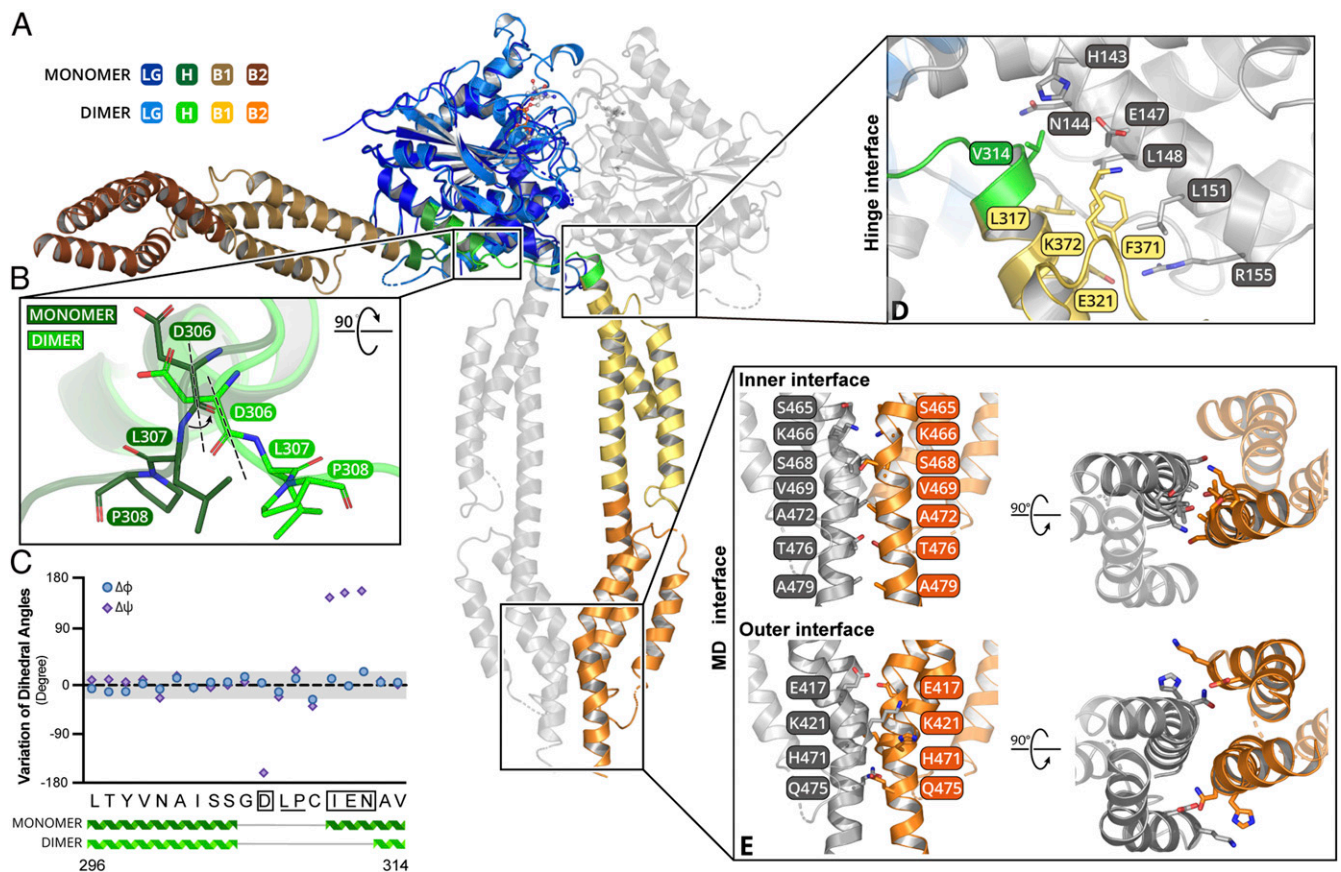 A
MONOMER LG H B1 B2
DIMER LG H B1 B2
B
MONOMER
DIMER
D306
D306
L307
L307
P308
P308
90°
C
180
90
0
-90
-180
Variation of Dihedral Angles
(Degree)
Δϕ
Δψ
L T Y V N A I S S G D L P C I E N A V
MONOMER
DIMER
296 314
Hinge interface
H143
N144
E147
V314
L148
L151
L317
K372
F371
R155
E321
D
MD interface
Inner interface
S465 S465
K466 K466
S468 S468
V469 V469
A472 A472
T476 T476
A479 A479
90°
Outer interface
E417 E417
K421 K421
H471 H471
Q475 Q475
90°
E